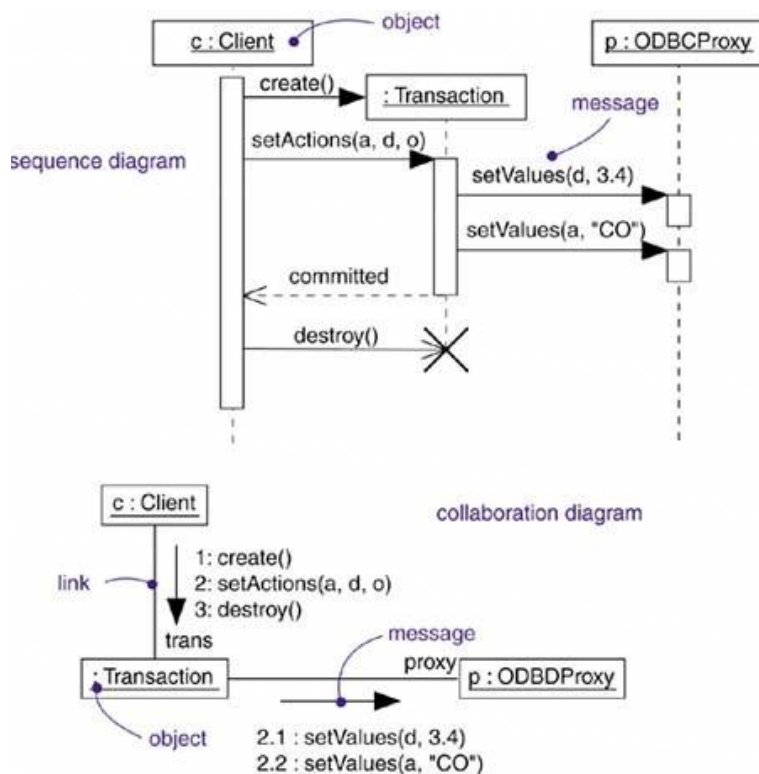 object
c : Client
p : ODBCProxy
create()
: Transaction
message
setActions(a, d, o)
sequence diagram
setValues(d, 3.4)
setValues(a, "CO")
committed
destroy()
c : Client
collaboration diagram
link
1: create()
2: setActions(a, d, o)
3: destroy()
message
trans
proxy
: Transaction
p : ODBDProxy
object
2.1 : setValues(d, 3.4)
2.2 : setValues(a, "CO")